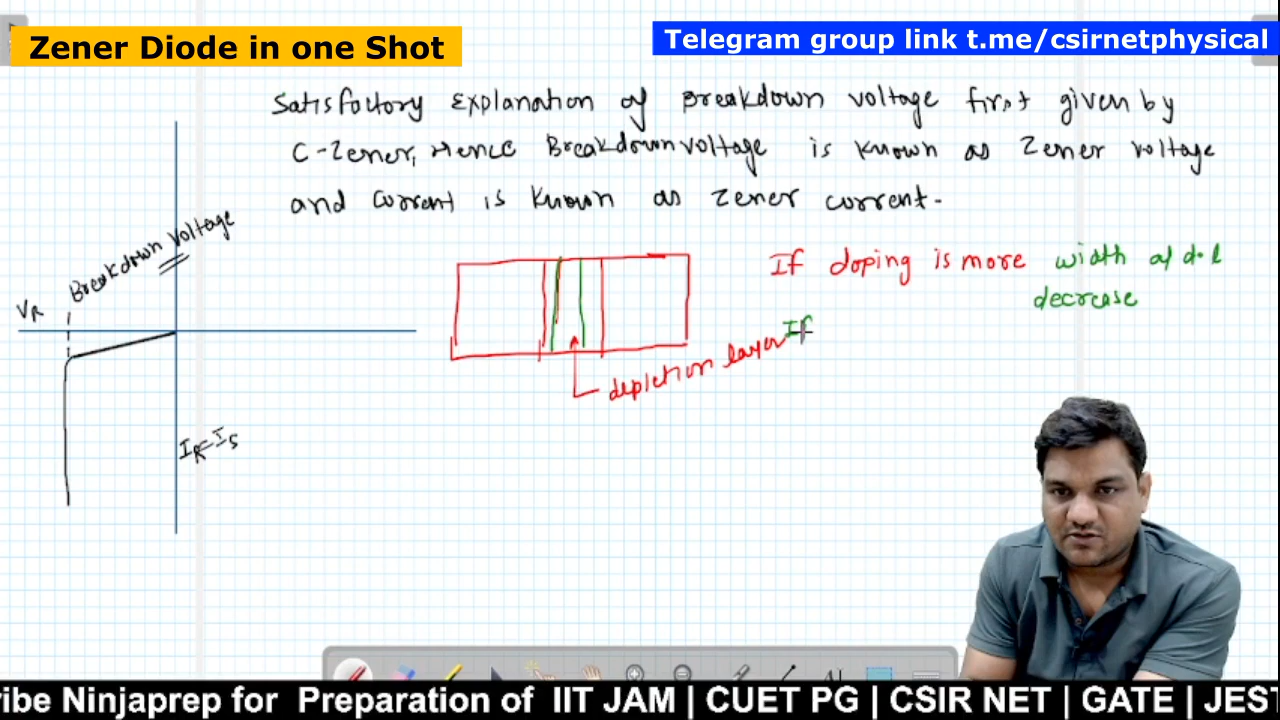 Zener Diode in one Shot
Telegram group link t.me/csirnetphysical
Satisfactory Explanation of Breakdown voltage first given by
C-Zener, Hence Breakdown voltage is known as Zener voltage
and Current is known as zener current.
Breakdown Voltage
VR
IR=IS
If doping is more width of d.l
decrease
If
depletion layer
ribe Ninjaprep for Preparation of IIT JAM | CUET PG | CSIR NET | GATE | JEST